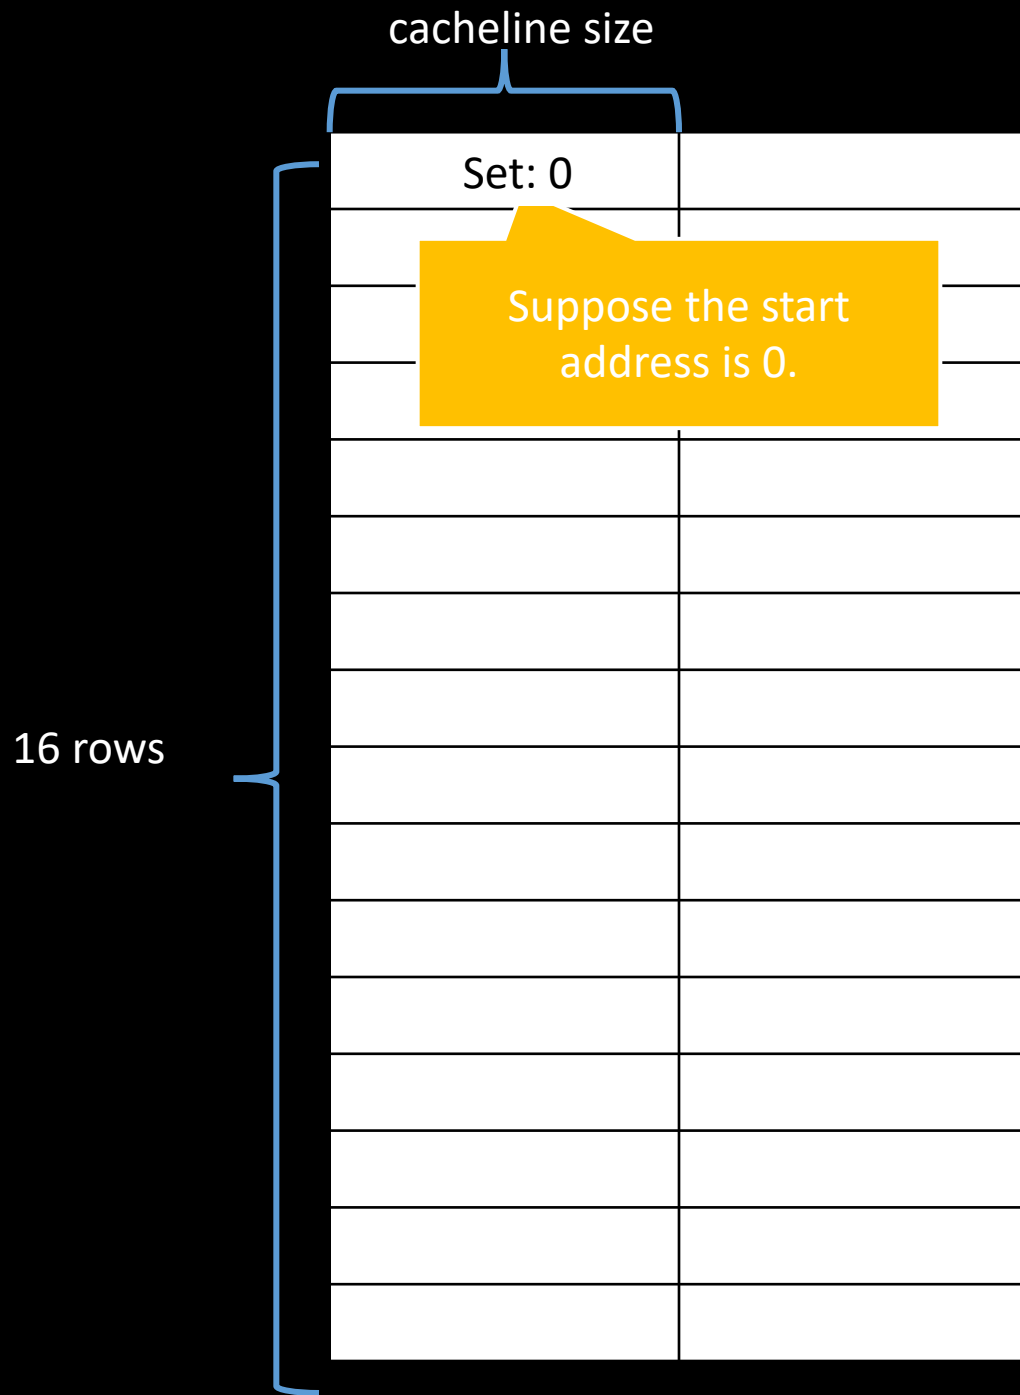 cacheline size
Set: 0
Suppose the start
address is 0.
16 rows